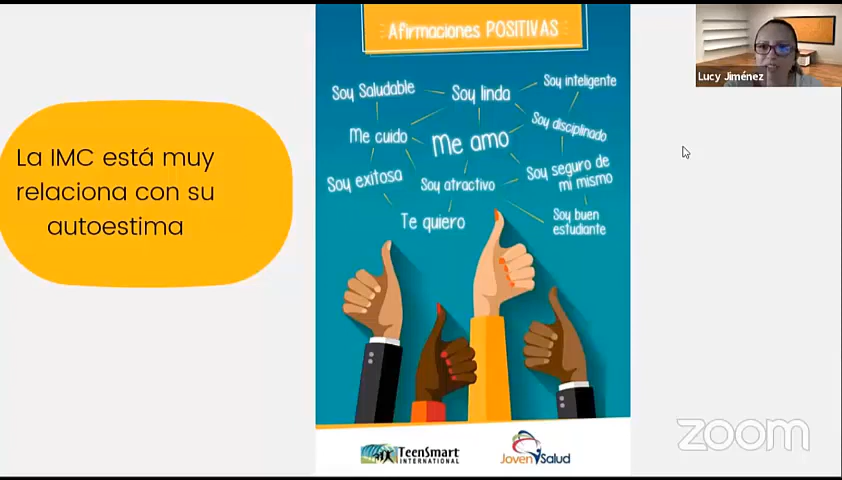 La IMC está muy
relaciona con su
autoestima
Afirmaciones POSITIVAS
Soy Saludable
Soy linda
Soy inteligente
Me cuido
Me amo
Soy disciplinado
Soy exitosa
Soy atractivo
Soy seguro de
mi mismo
Te quiero
Soy buen
estudiante
TeenSmart
INTERNATIONAL
JovenSalud
Lucy Jiménez
zoom